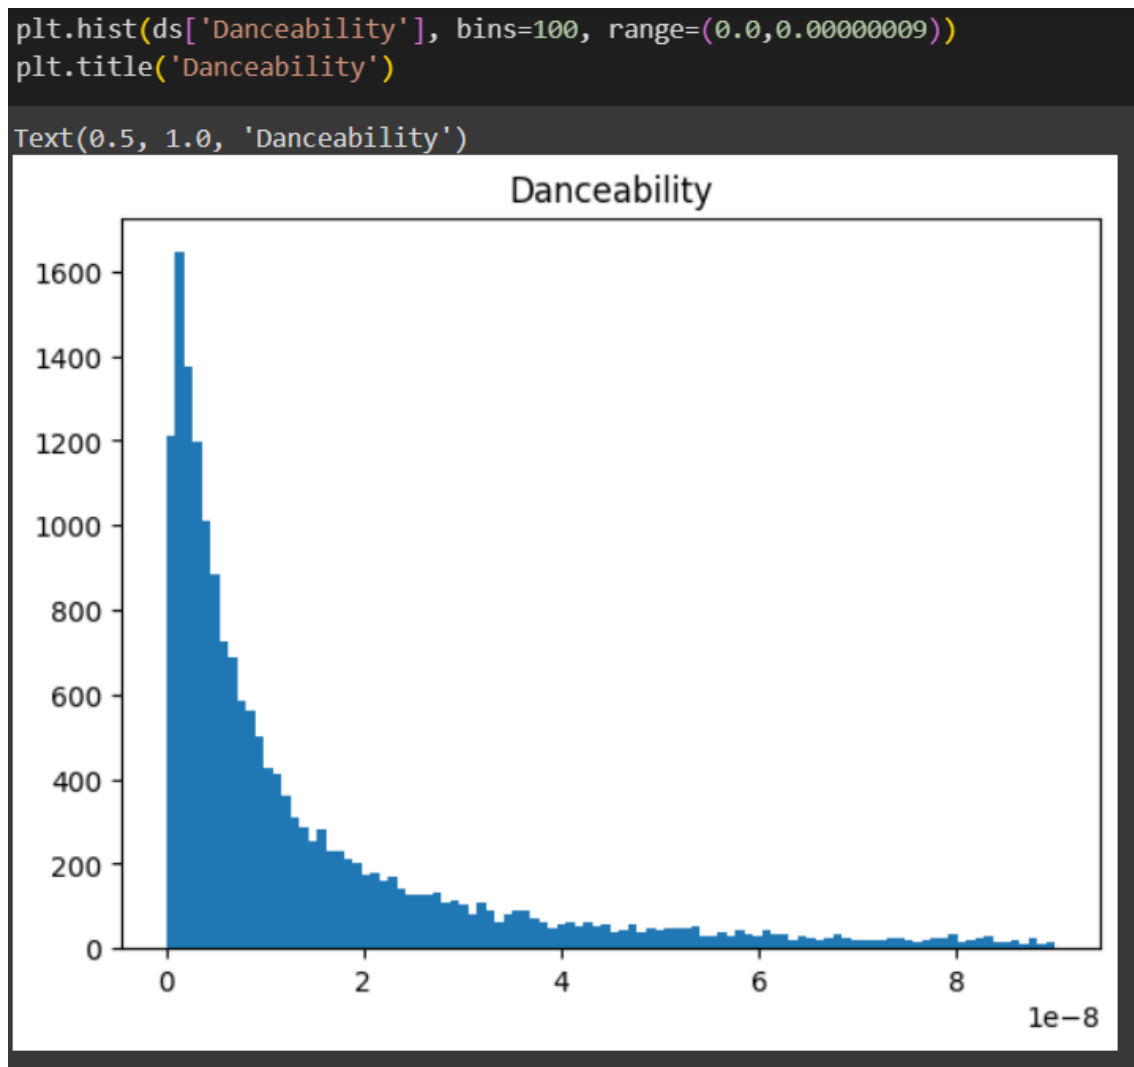 plt.hist(ds['Danceability'], bins=100, range=(0.0,0.00000009))
plt.title('Danceability')
Text(0.5, 1.0, 'Danceability')
Danceability
1600
1400
1200
1000
800
600
400
200
0
0 2 4 6 8
1e−8